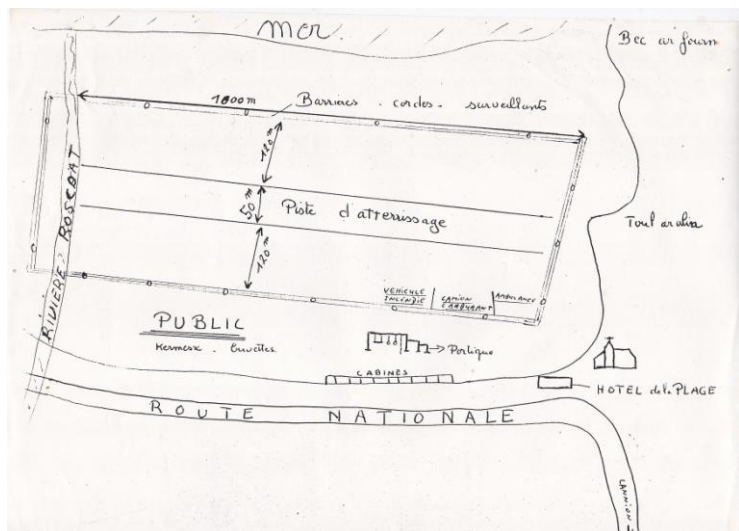 mer
Bec ar fourn
1000m
Barrières - cordes - surveillants
120m
50m
Piste d'atterrissage
120m
Toul ar
RIVIERE ROSCOAT
VEHICULE
INCENDIE
CAMION
CARBURANT
AMBULANCE
PUBLIC
Kermesse - buvettes
Portique
CABINES
HOTEL de la PLAGE
ROUTE NATIONALE
LANNION